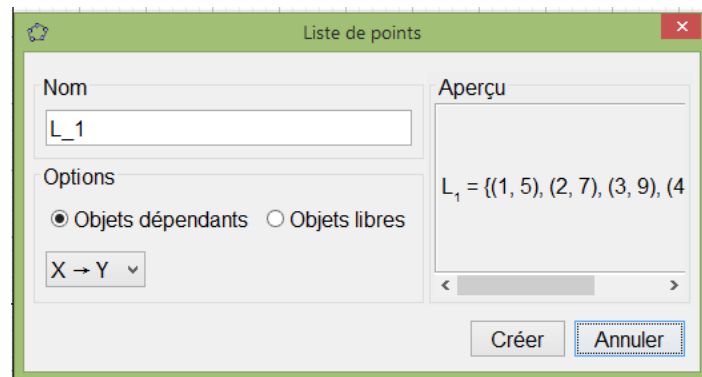 Liste de points
Nom
L_1
Options
Objets dépendants Objets libres
X → Y
Aperçu
L₁ = {(1, 5), (2, 7), (3, 9), (4
Créer Annuler